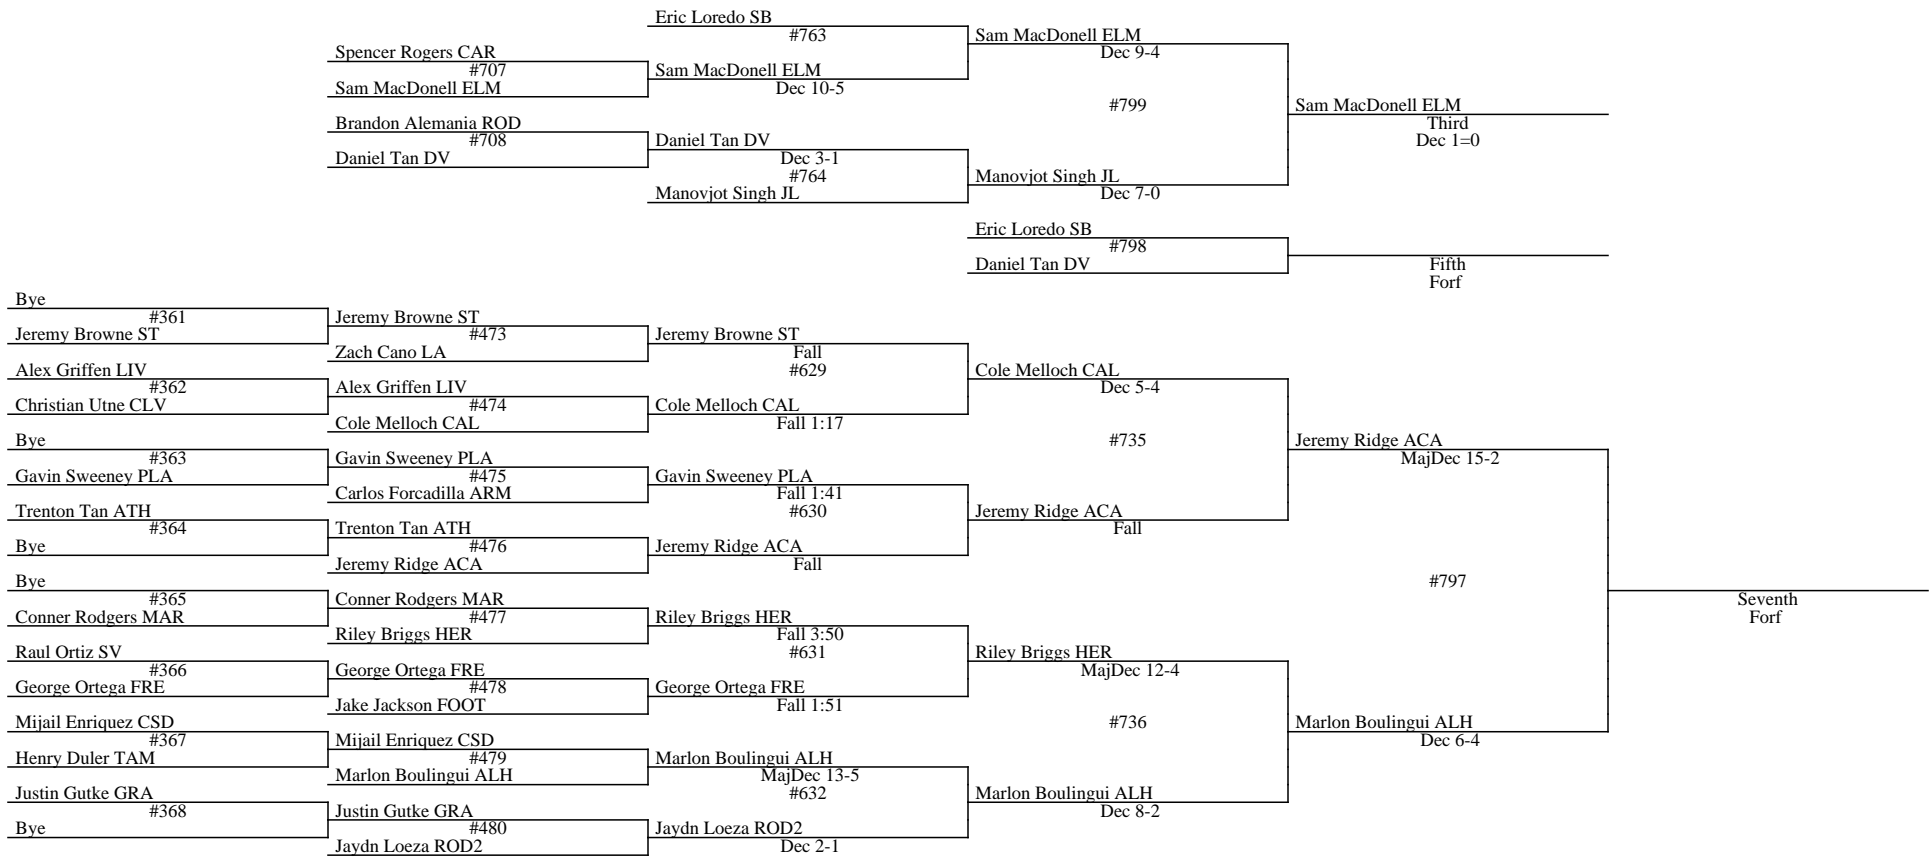 Eric Loredo SB
#763
Sam MacDonell ELM
Dec 9-4
Spencer Rogers CAR
#707
Sam MacDonell ELM
Dec 10-5
Sam MacDonell ELM
#799
Sam MacDonell ELM
Third
Dec 1=0
Brandon Alemania ROD
#708
Daniel Tan DV
Dec 3-1
Daniel Tan DV
#764
Manovjot Singh JL
Dec 7-0
Manovjot Singh JL
Eric Loredo SB
#798
Daniel Tan DV
Fifth
Forf
Bye
#361
Jeremy Browne ST
Jeremy Browne ST
#473
Zach Cano LA
Jeremy Browne ST
Fall
#629
Alex Griffen LIV
#362
Christian Utne CLV
Alex Griffen LIV
#474
Cole Melloch CAL
Cole Melloch CAL
Fall 1:17
Cole Melloch CAL
Dec 5-4
#735
Bye
#363
Gavin Sweeney PLA
Gavin Sweeney PLA
#475
Carlos Forcadilla ARM
Gavin Sweeney PLA
Fall 1:41
#630
Trenton Tan ATH
#364
Bye
Trenton Tan ATH
#476
Jeremy Ridge ACA
Jeremy Ridge ACA
Fall
Jeremy Ridge ACA
Fall
Jeremy Ridge ACA
MajDec 15-2
#797
Seventh
Forf
Bye
#365
Conner Rodgers MAR
Conner Rodgers MAR
#477
Riley Briggs HER
Riley Briggs HER
Fall 3:50
#631
Raul Ortiz SV
#366
George Ortega FRE
George Ortega FRE
#478
Jake Jackson FOOT
George Ortega FRE
Fall 1:51
Riley Briggs HER
MajDec 12-4
#736
Marlon Boulingui ALH
Dec 6-4
Mijail Enriquez CSD
#367
Henry Duler TAM
Mijail Enriquez CSD
#479
Marlon Boulingui ALH
Marlon Boulingui ALH
MajDec 13-5
#632
Marlon Boulingui ALH
Dec 8-2
Justin Gutke GRA
#368
Bye
Justin Gutke GRA
#480
Jaydn Loeza ROD2
Jaydn Loeza ROD2
Dec 2-1